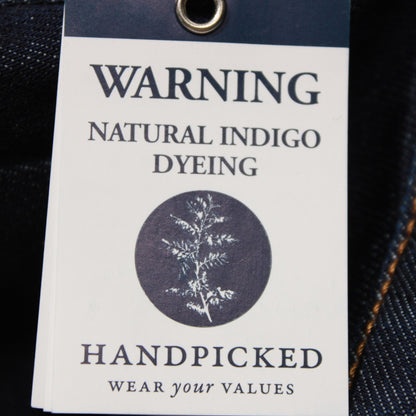 WARNING
NATURAL INDIGO
DYEING
HANDPICKED
WEAR your VALUES